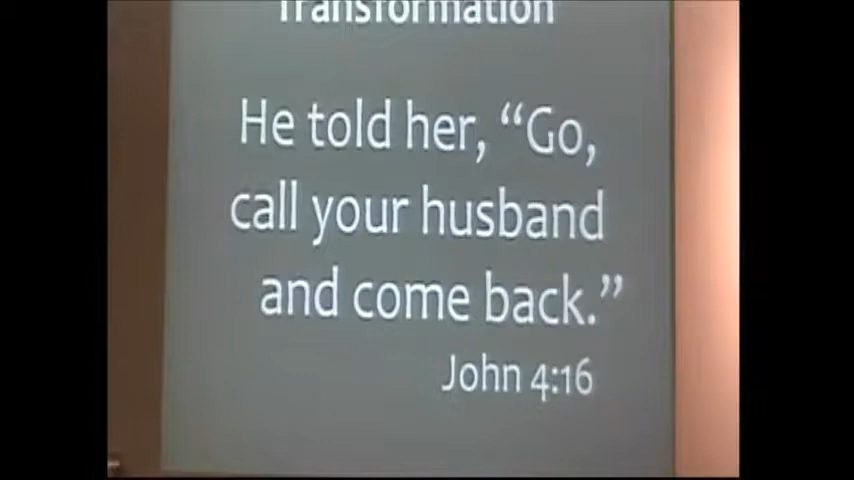 Transformation
He told her, “Go,
call your husband
and come back.”
John 4:16